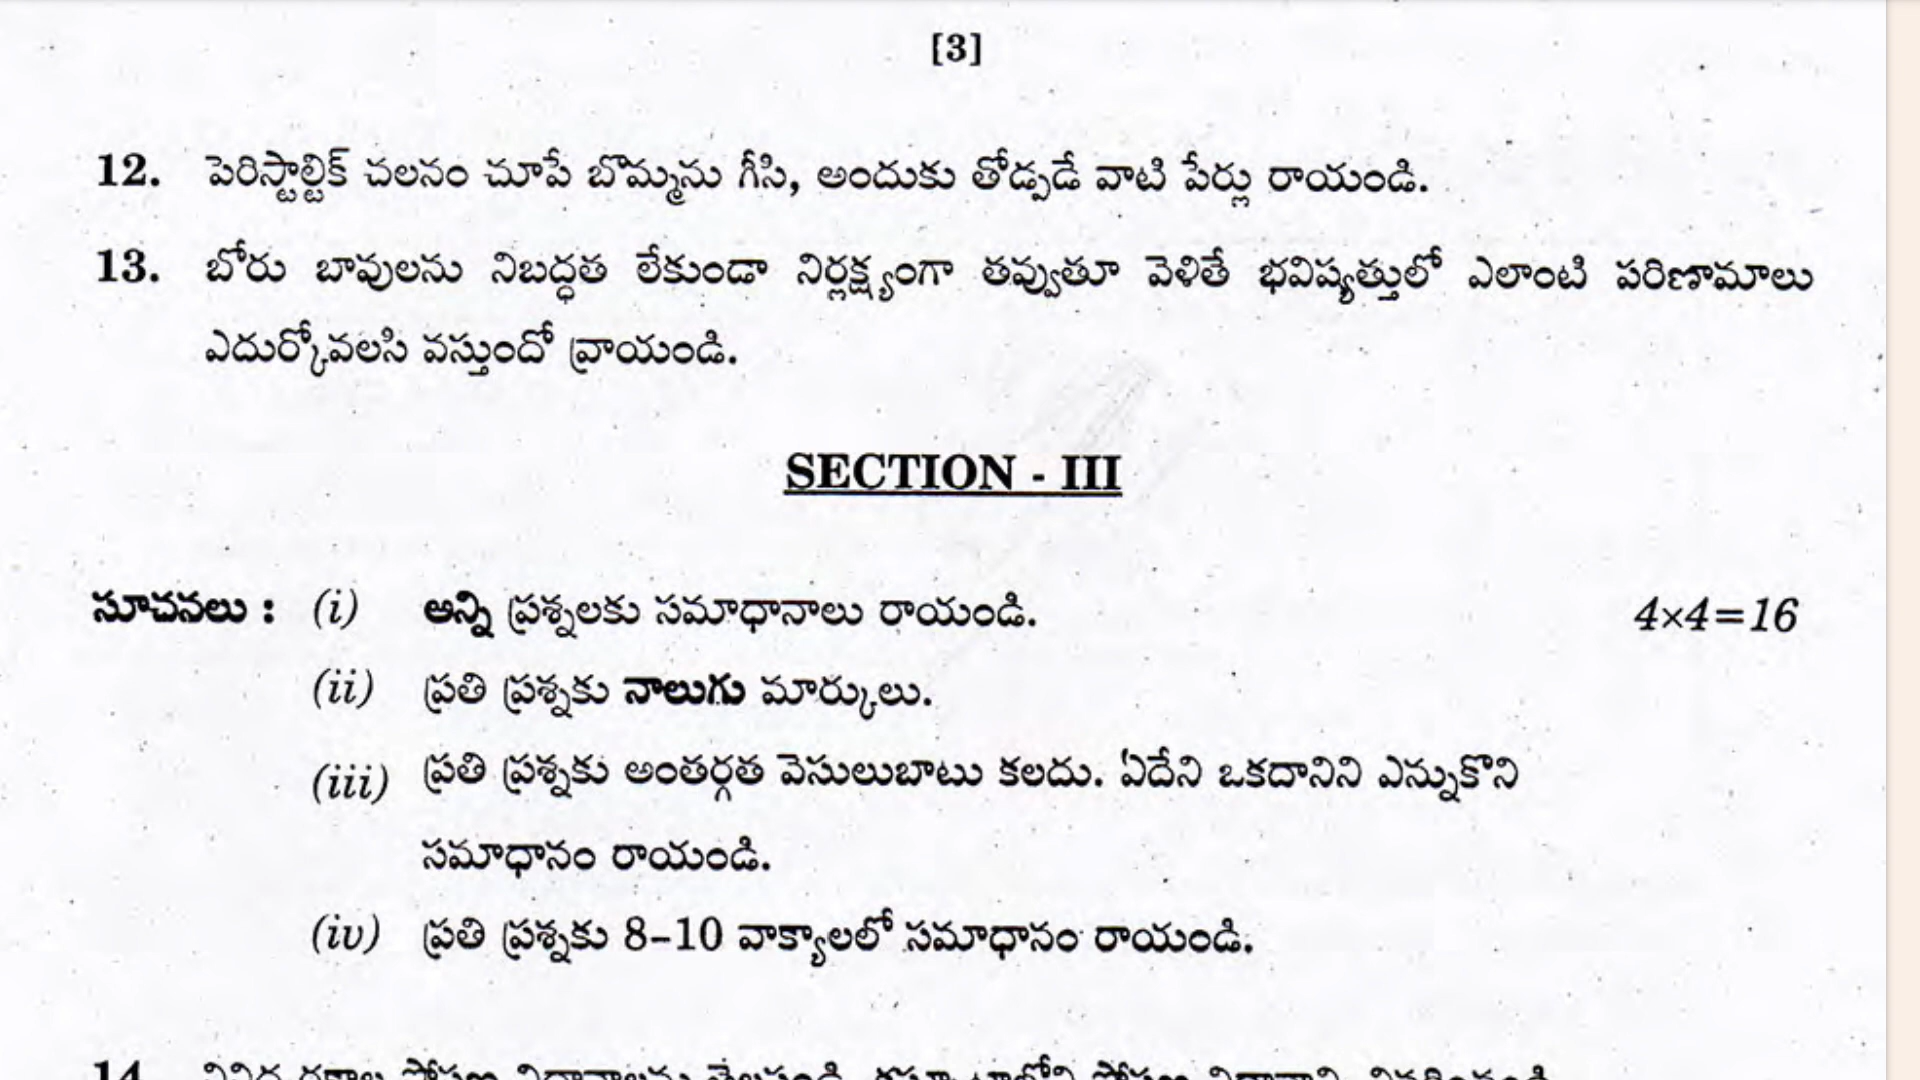 [3]
12. పెరిస్టాల్టిక్ చలనం చూపే బొమ్మను గీసి, అందుకు తోడ్పడే వాటి పేర్లు రాయండి.
13. బోరు బావులను నిబద్ధత లేకుండా నిర్లక్ష్యంగా తవ్వుతూ వెళితే భవిష్యత్తులో ఎలాంటి పరిణామాలు
ఎదుర్కోవలసి వస్తుందో వ్రాయండి.
SECTION - III
సూచనలు : (i) అన్ని ప్రశ్నలకు సమాధానాలు రాయండి. 4×4=16
(ii) ప్రతి ప్రశ్నకు నాలుగు మార్కులు.
(iii) ప్రతి ప్రశ్నకు అంతర్గత వెసులుబాటు కలదు. ఏదేని ఒకదానిని ఎన్నుకొని
సమాధానం రాయండి.
(iv) ప్రతి ప్రశ్నకు 8–10 వాక్యాలలో సమాధానం రాయండి.
14.